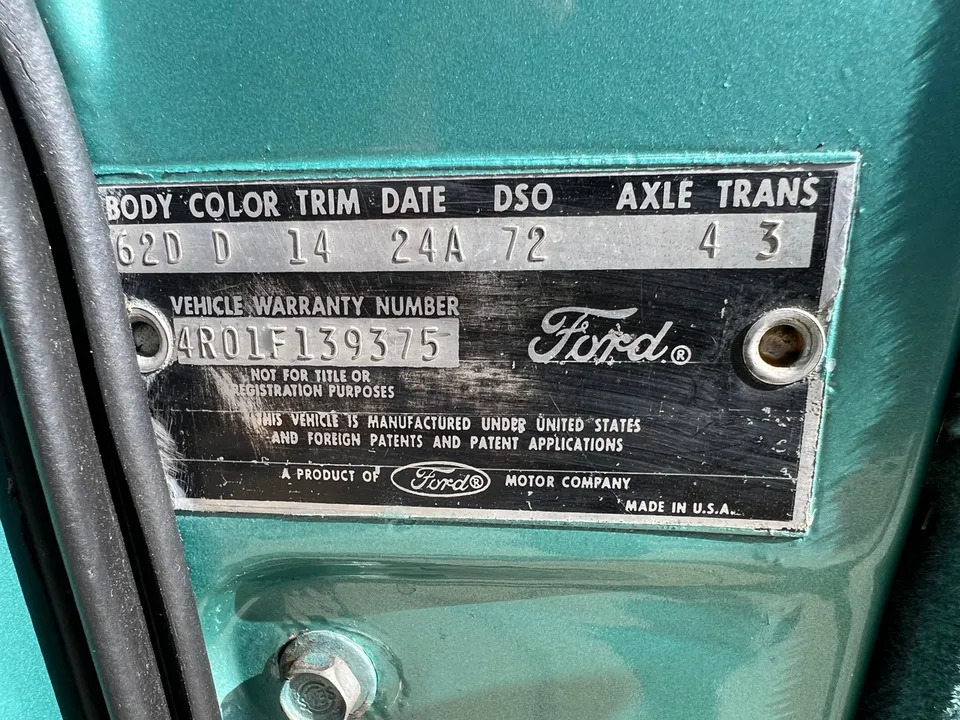 BODY COLOR TRIM DATE DSO AXLE TRANS
62D D 14 24A 72 4 3
VEHICLE WARRANTY NUMBER
4R01F139375
Ford®
NOT FOR TITLE OR
REGISTRATION PURPOSES
THIS VEHICLE IS MANUFACTURED UNDER UNITED STATES
AND FOREIGN PATENTS AND PATENT APPLICATIONS
A PRODUCT OF Ford® MOTOR COMPANY
MADE IN U.S.A.